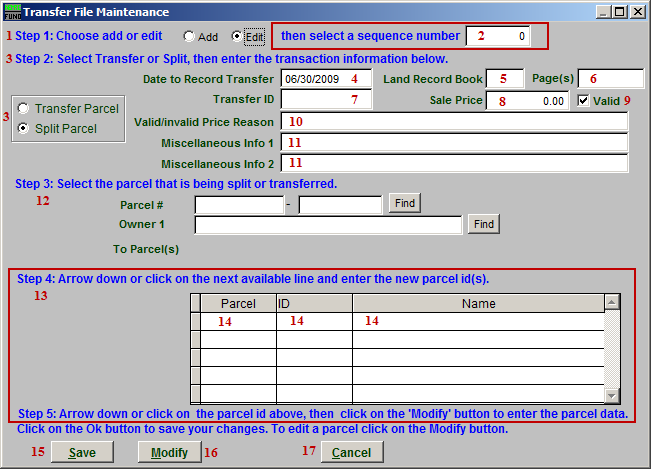 FUND
Transfer File Maintenance
1 Step 1: Choose add or edit Add Edit then select a sequence number 2 0
3 Step 2: Select Transfer or Split, then enter the transaction information below.
Date to Record Transfer 06/30/2009 4 Land Record Book 5 Page(s) 6
Transfer ID 7 Sale Price 8 0.00 Valid 9
3 Transfer Parcel
Split Parcel
Valid/invalid Price Reason 10
Miscellaneous Info 1 11
Miscellaneous Info 2 11
Step 3: Select the parcel that is being split or transferred.
12 Parcel # - Find
Owner 1 Find
To Parcel(s)
Step 4: Arrow down or click on the next available line and enter the new parcel id(s).
13
Parcel ID Name
14 14 14
Step 5: Arrow down or click on the parcel id above, then click on the 'Modify' button to enter the parcel data.
Click on the Ok button to save your changes. To edit a parcel click on the Modify button.
15 Save Modify 16 17 Cancel